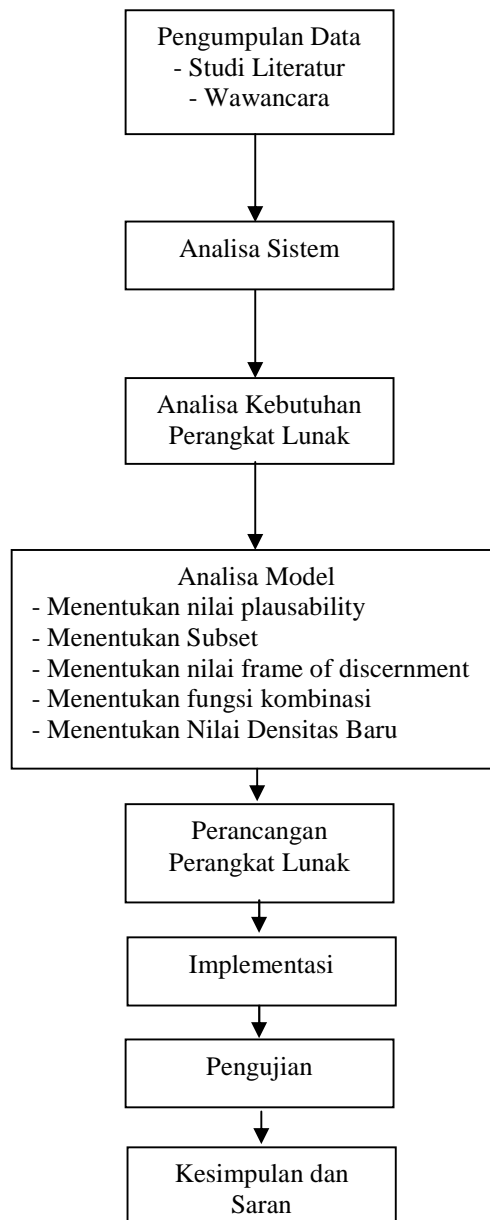 Pengumpulan Data
- Studi Literatur
- Wawancara
Analisa Sistem
Analisa Kebutuhan
Perangkat Lunak
Analisa Model
- Menentukan nilai plausability
- Menentukan Subset
- Menentukan nilai frame of discernment
- Menentukan fungsi kombinasi
- Menentukan Nilai Densitas Baru
Perancangan
Perangkat Lunak
Implementasi
Pengujian
Kesimpulan dan
Saran